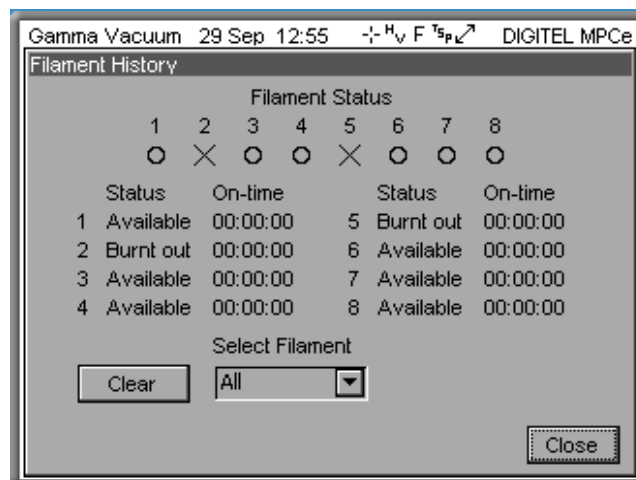 Gamma Vacuum 29 Sep 12:55 HV F TSP DIGITEL MPCe
Filament History
Filament Status
1 2 3 4 5 6 7 8
Status On-time Status On-time
1 Available 00:00:00 5 Burnt out 00:00:00
2 Burnt out 00:00:00 6 Available 00:00:00
3 Available 00:00:00 7 Available 00:00:00
4 Available 00:00:00 8 Available 00:00:00
Select Filament
Clear All
Close